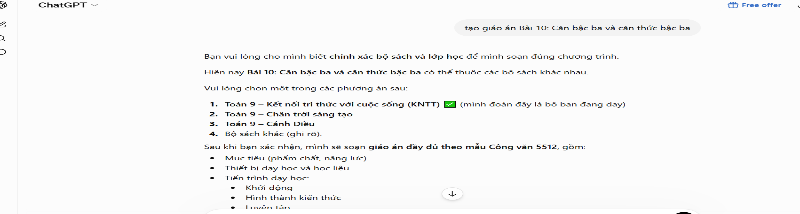 ChatGPT
Free offer
tạo giáo án Bài 10: Căn bậc ba và căn thức bậc ba
Bạn vui lòng cho mình biết chính xác bộ sách và lớp học để mình soạn đúng chương trình.
Hiện nay Bài 10: Căn bậc ba và căn thức bậc ba có thể thuộc các bộ sách khác nhau.
Vui lòng chọn một trong các phương án sau:
1. Toán 9 – Kết nối tri thức với cuộc sống (KNTT) ✅ (mình đoán đây là bộ bạn đang dạy)
2. Toán 9 – Chân trời sáng tạo
3. Toán 9 – Cánh Diều
4. Bộ sách khác (ghi rõ).
Sau khi bạn xác nhận, mình sẽ soạn giáo án đầy đủ theo mẫu Công văn 5512, gồm:
• Mục tiêu (phẩm chất, năng lực)
• Thiết bị dạy học và học liệu
• Tiến trình dạy học:
• Khởi động
• Hình thành kiến thức
• Luyện tập